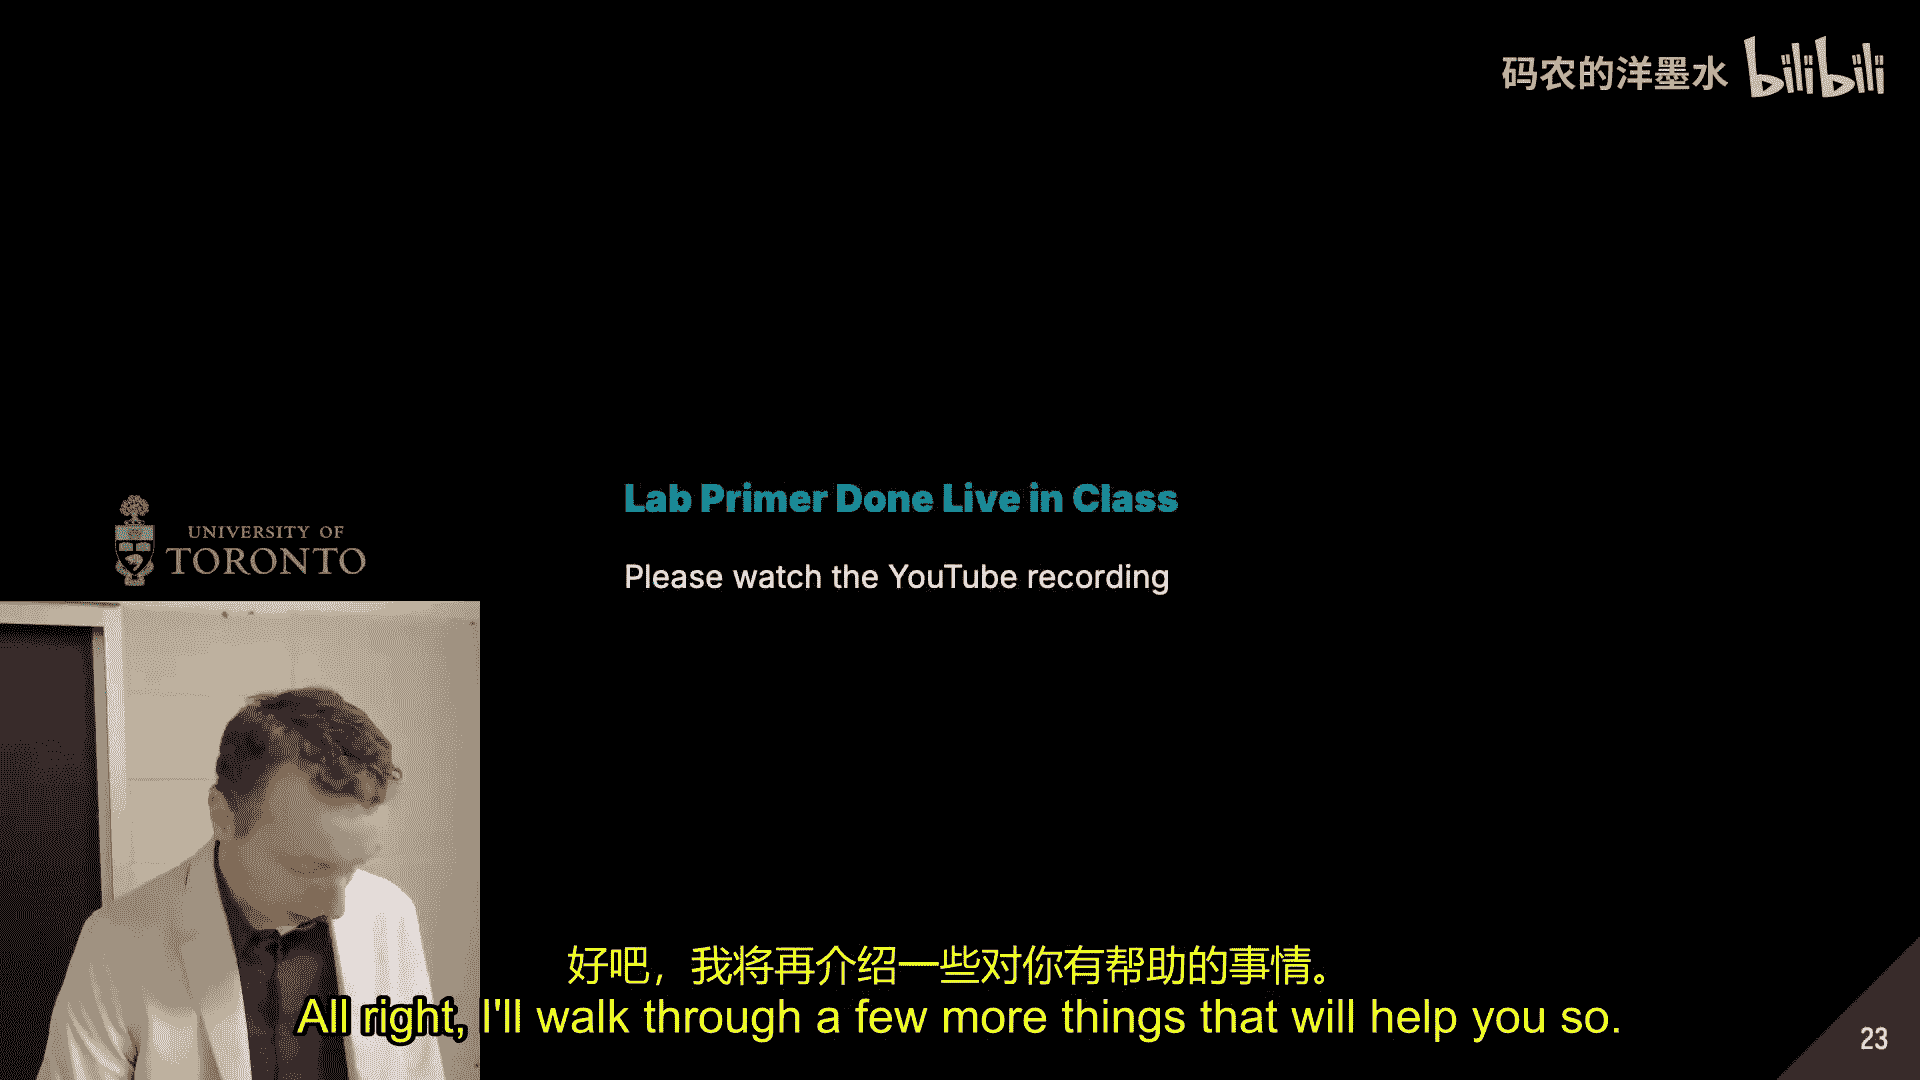 码农的洋墨水 bilibili
Lab Primer Done Live in Class
UNIVERSITY OF
TORONTO
Please watch the YouTube recording
好吧，我将再介绍一些对你有帮助的事情。
All right, I'll walk through a few more things that will help you so.
23